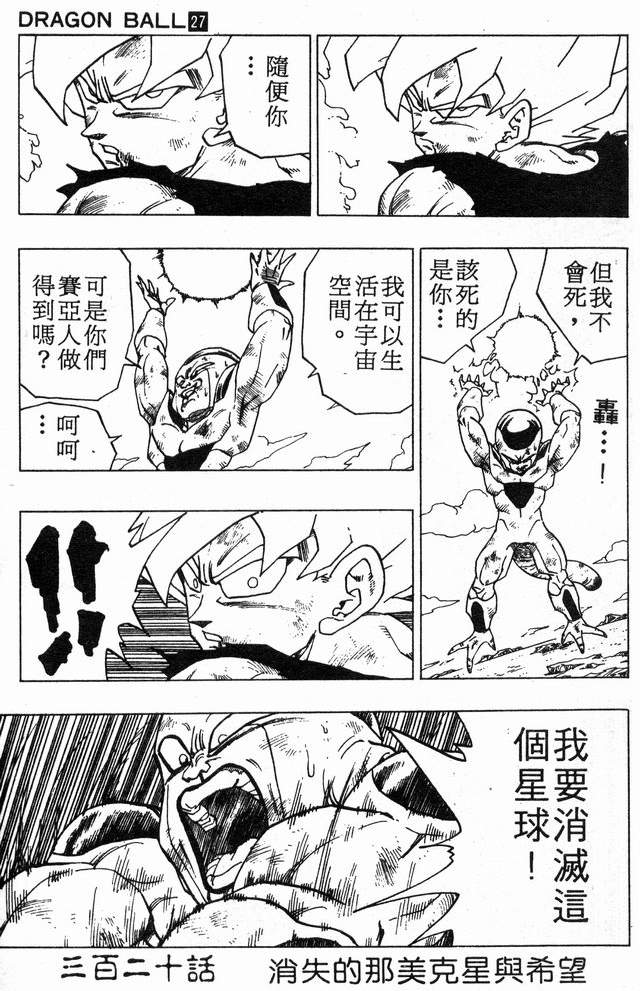 DRAGON BALL 27
隨便你
⋯
但我不
會死，
該死的
是你⋯
轟⋯！
我可以生
活在宇宙
空間。
可是你們
賽亞人做
得到嗎？
呵呵
⋯
!!
我要消滅這
個星球！
三百二十話 消失的那美克星與希望